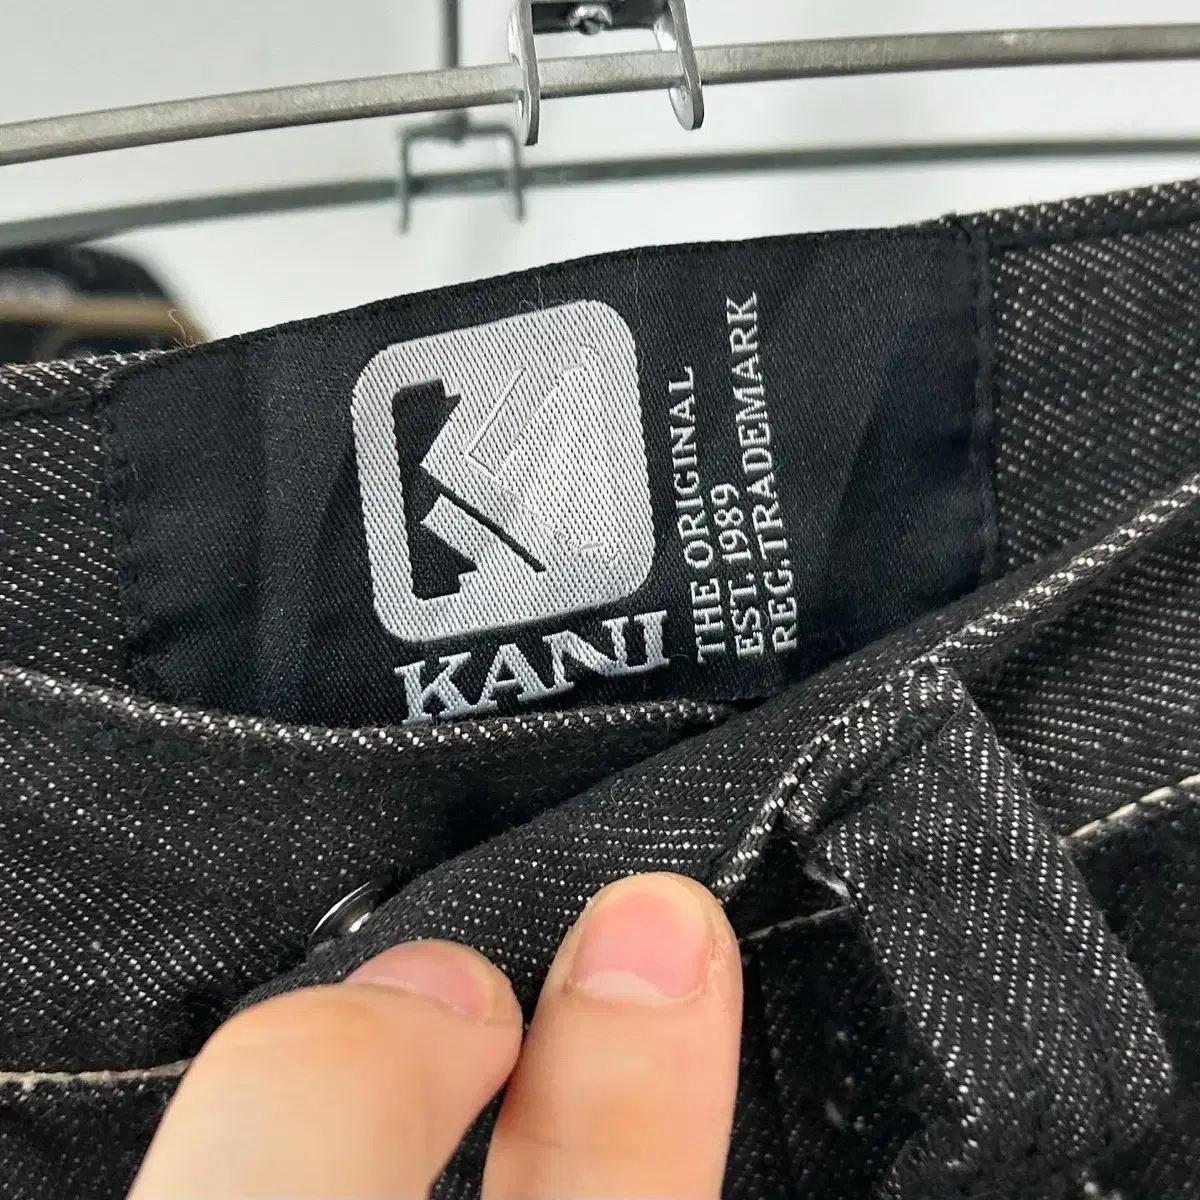 KANI
THE ORIGINAL
EST. 1989
REG. TRADEMARK